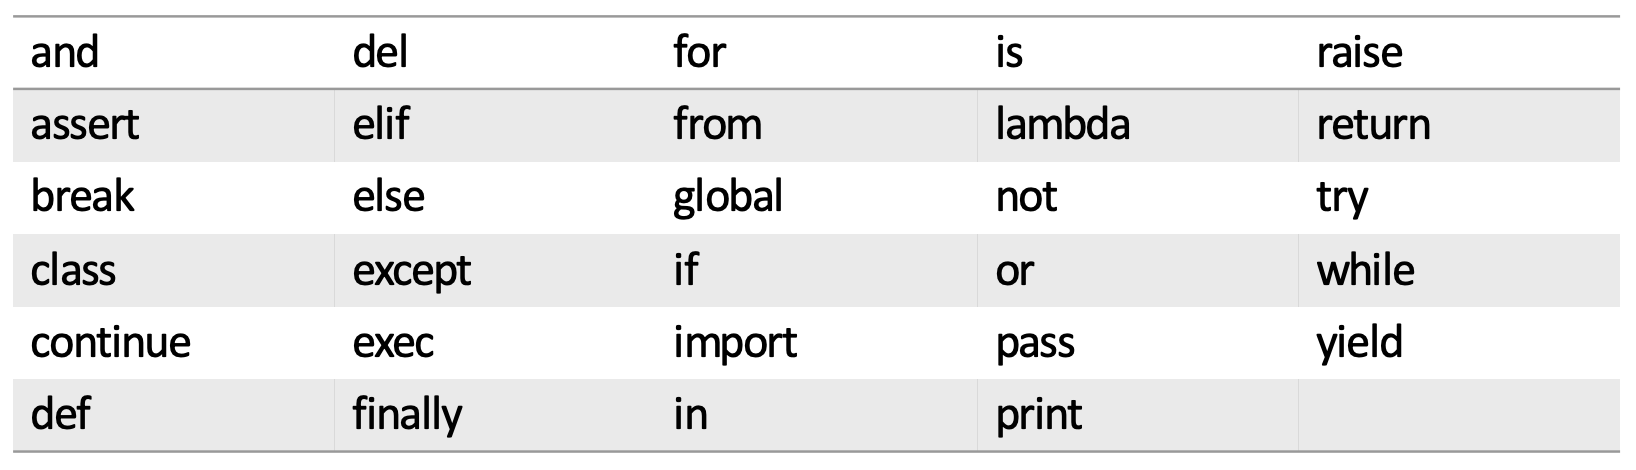 and del for is raise
assert elif from lambda return
break else global not try
class except if or while
continue exec import pass yield
def finally in print